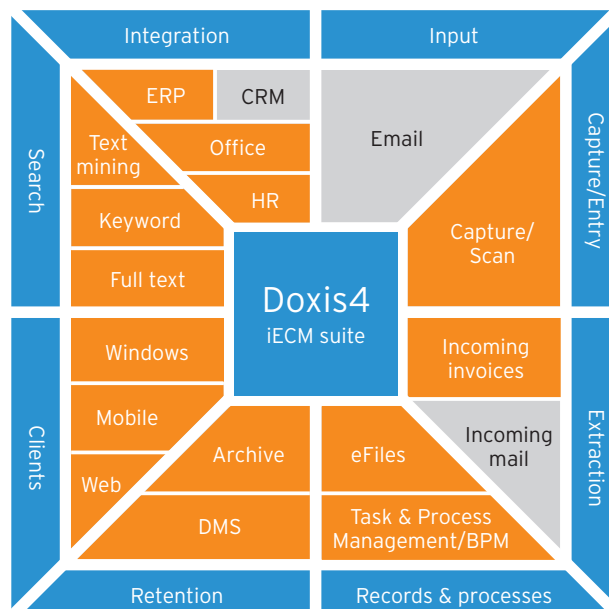 Integration
Input
ERP
CRM
Office
HR
Email
Search
Text
mining
Keyword
Full text
Capture/Entry
Capture/
Scan
Doxis4
iECM suite
Clients
Windows
Mobile
Web
Incoming
invoices
Incoming
mail
Extraction
Archive
DMS
eFiles
Task & Process
Management/BPM
Retention
Records & processes